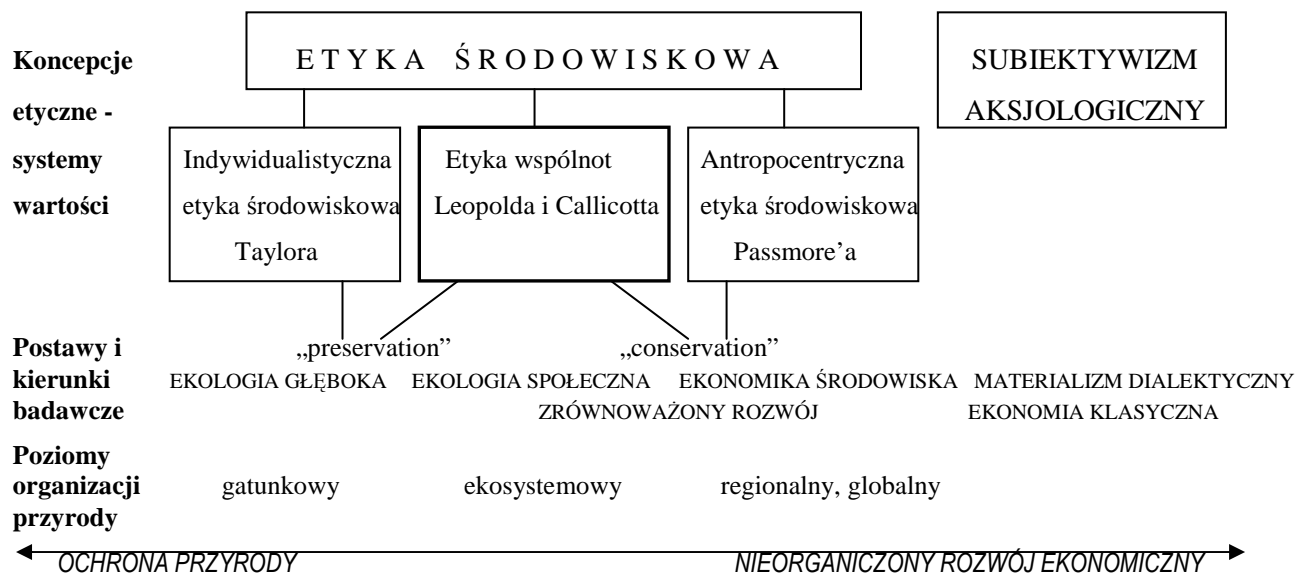 Koncepcje
etyczne -
systemy
wartości
E T Y K A Ś R O D O W I S K O W A
SUBIEKTYWIZM
AKSJOLOGICZNY
Indywidualistyczna
etyka środowiskowa
Taylora
Etyka wspólnot
Leopolda i Callicotta
Antropocentryczna
etyka środowiskowa
Passmore’a
Postawy i
kierunki
badawcze
„preservation” „conservation”
EKOLOGIA GŁĘBOKA EKOLOGIA SPOŁECZNA EKONOMIKA ŚRODOWISKA MATERIALIZM DIALEKTYCZNY
ZRÓWNOWAŻONY ROZWÓJ EKONOMIA KLASYCZNA
Poziomy
organizacji
przyrody
gatunkowy ekosystemowy regionalny, globalny
OCHRONA PRZYRODY NIEORGANICZONY ROZWÓJ EKONOMICZNY